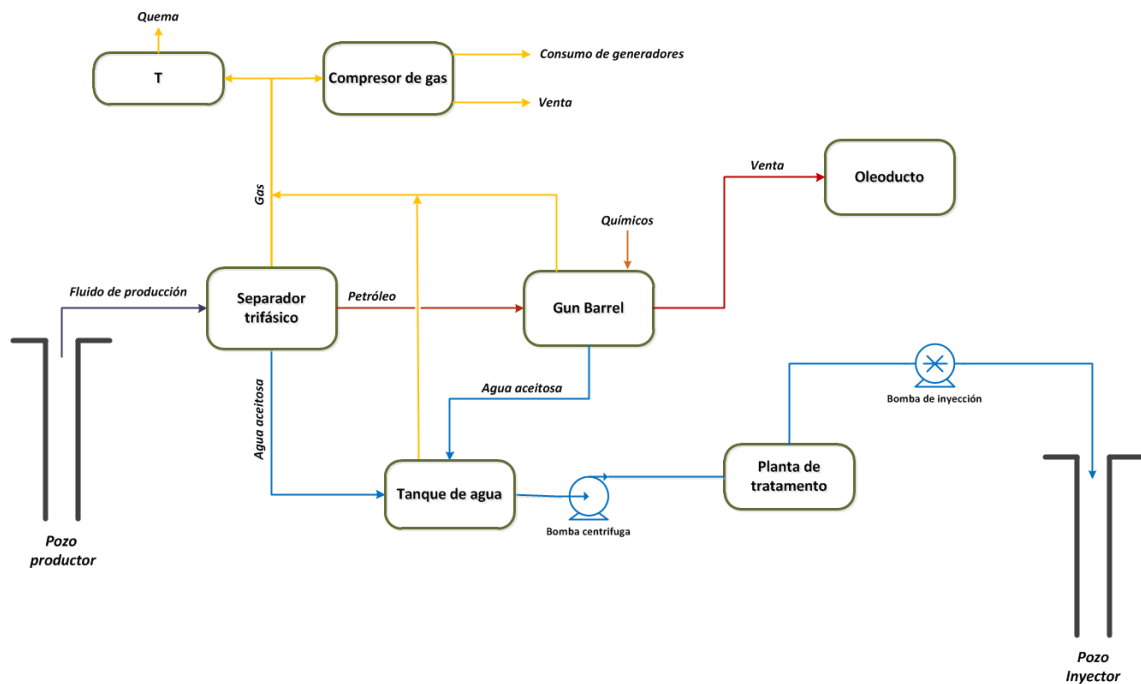 Quema
T
Compresor de gas
Consumo de generadores
Venta
Venta
Oleoducto
Gas
Químicos
Fluido de producción
Separador
trifásico
Petróleo
Gun Barrel
Agua aceitosa
Agua aceitosa
Bomba de inyección
Tanque de agua
Planta de
tratamento
Bomba centrifuga
Pozo
productor
Pozo
Inyector